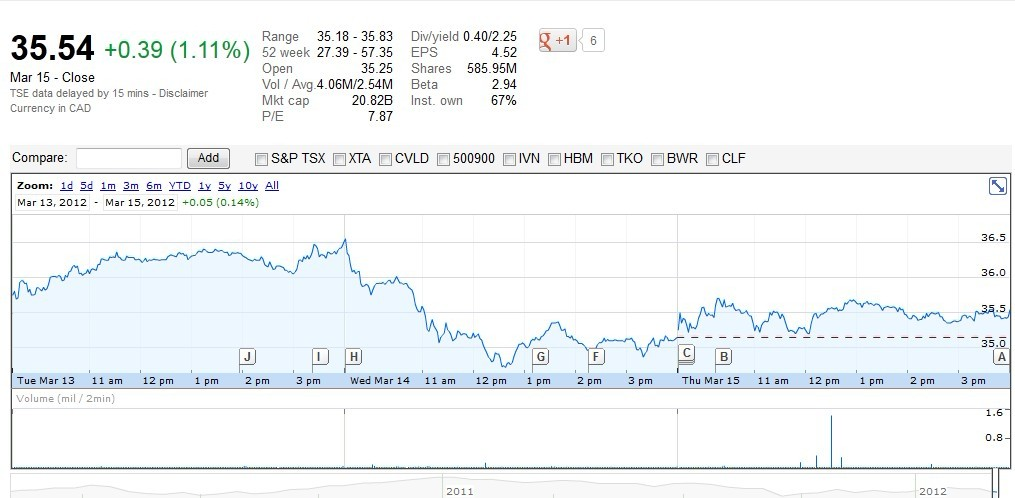 35.54 +0.39 (1.11%)
Mar 15 - Close
TSE data delayed by 15 mins - Disclaimer
Currency in CAD
Range 35.18 - 35.83
52 week 27.39 - 57.35
Open 35.25
Vol / Avg. 4.06M/2.54M
Mkt cap 20.82B
P/E 7.87
Div/yield 0.40/2.25
EPS 4.52
Shares 585.95M
Beta 2.94
Inst. own 67%
g +1 6
Compare: Add S&P TSX XTA CVLD 500900 IVN HBM TKO BWR CLF
Zoom: 1d 5d 1m 3m 6m YTD 1y 5y 10y All
Mar 13, 2012 - Mar 15, 2012 +0.05 (0.14%)
36.5
36.0
35.5
35.0
J I H G F C B A
Tue Mar 13 11 am 12 pm 1 pm 2 pm 3 pm Wed Mar 14 11 am 12 pm 1 pm 2 pm 3 pm Thu Mar 15 11 am 12 pm 1 pm 2 pm 3 pm
Volume (mil / 2min)
1.6
0.8
2011 2012